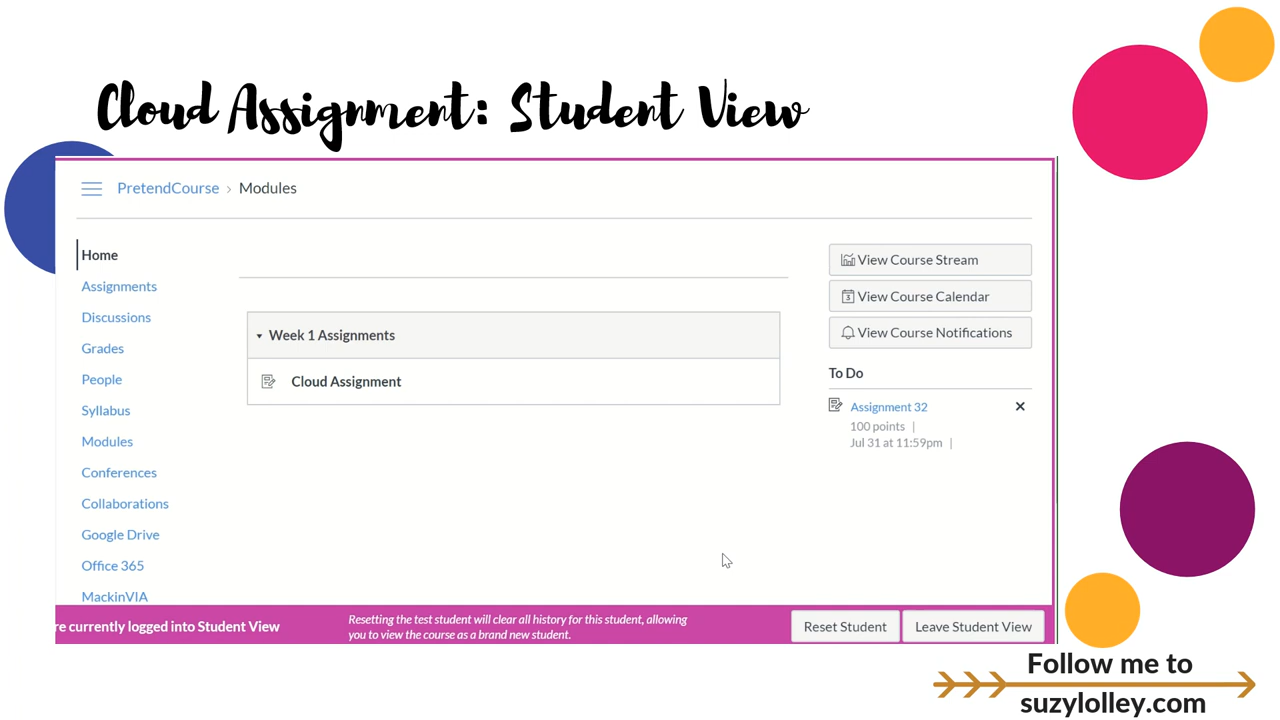 Cloud Assignment: Student View
PretendCourse › Modules
Home
Assignments
Discussions
Grades
People
Syllabus
Modules
Conferences
Collaborations
Google Drive
Office 365
MackinVIA
Week 1 Assignments
Cloud Assignment
View Course Stream
3 View Course Calendar
View Course Notifications
To Do
Assignment 32
100 points |
Jul 31 at 11:59pm |
re currently logged into Student View
Resetting the test student will clear all history for this student, allowing
you to view the course as a brand new student.
Reset Student
Leave Student View
Follow me to
suzylolley.com